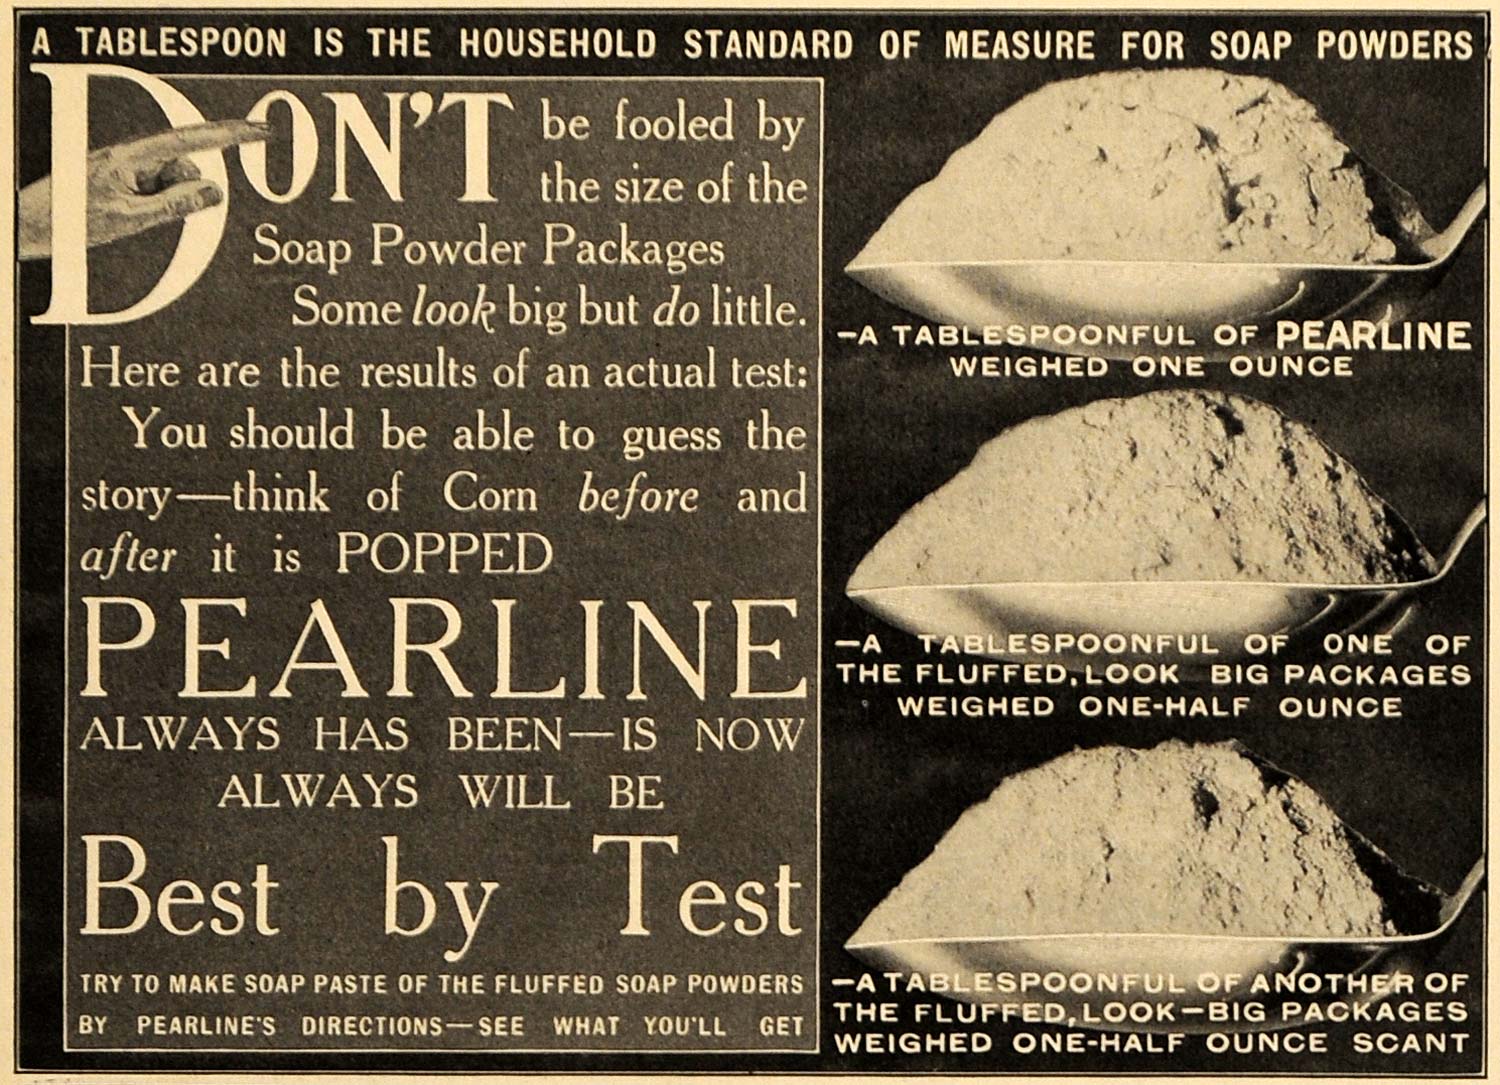 A TABLESPOON IS THE HOUSEHOLD STANDARD OF MEASURE FOR SOAP POWDERS
DON'T be fooled by
the size of the
Soap Powder Packages
Some look big but do little.
Here are the results of an actual test:
You should be able to guess the
story—think of Corn before and
after it is POPPED
PEARLINE
ALWAYS HAS BEEN—IS NOW
ALWAYS WILL BE
Best by Test
TRY TO MAKE SOAP PASTE OF THE FLUFFED SOAP POWDERS
BY PEARLINE'S DIRECTIONS—SEE WHAT YOU'LL GET
—A TABLESPOONFUL OF PEARLINE
WEIGHED ONE OUNCE
—A TABLESPOONFUL OF ONE OF
THE FLUFFED, LOOK BIG PACKAGES
WEIGHED ONE-HALF OUNCE
—A TABLESPOONFUL OF ANOTHER OF
THE FLUFFED, LOOK—BIG PACKAGES
WEIGHED ONE-HALF OUNCE SCANT